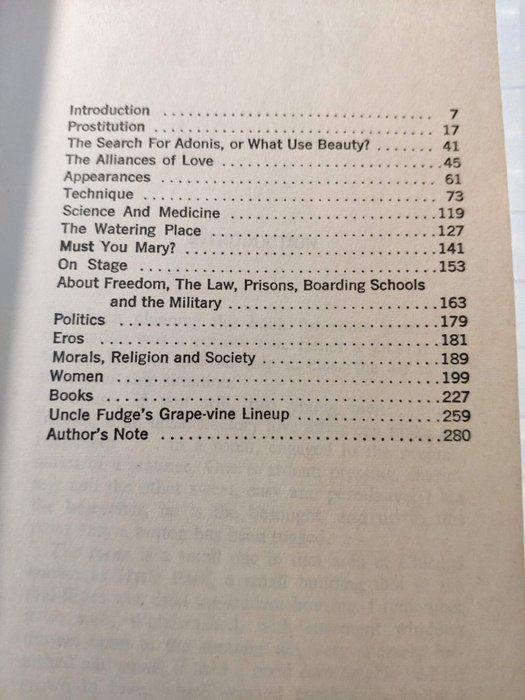 Introduction ................................ 7
Prostitution ................................ 17
The Search For Adonis, or What Use Beauty? ....... 41
The Alliances of Love ........................ 45
Appearances ................................ 61
Technique ................................ 73
Science And Medicine ........................ 119
The Watering Place ........................ 127
Must You Mary? ............................ 141
On Stage ................................ 153
About Freedom, The Law, Prisons, Boarding Schools
and the Military ........................ 163
Politics ................................ 179
Eros .................................... 181
Morals, Religion and Society .................... 189
Women .................................... 199
Books .................................... 227
Uncle Fudge's Grape-vine Lineup ................ 259
Author's Note ............................ 280